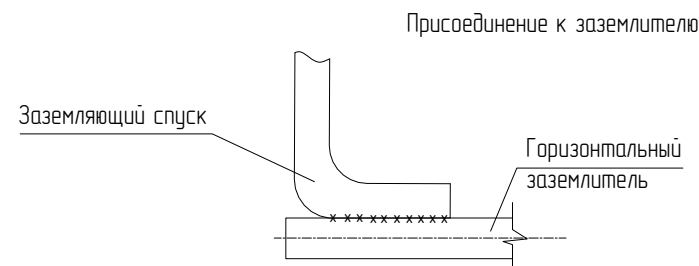 Присоединение к заземлителю
Заземляющий спуск
Горизонтальный
заземлитель